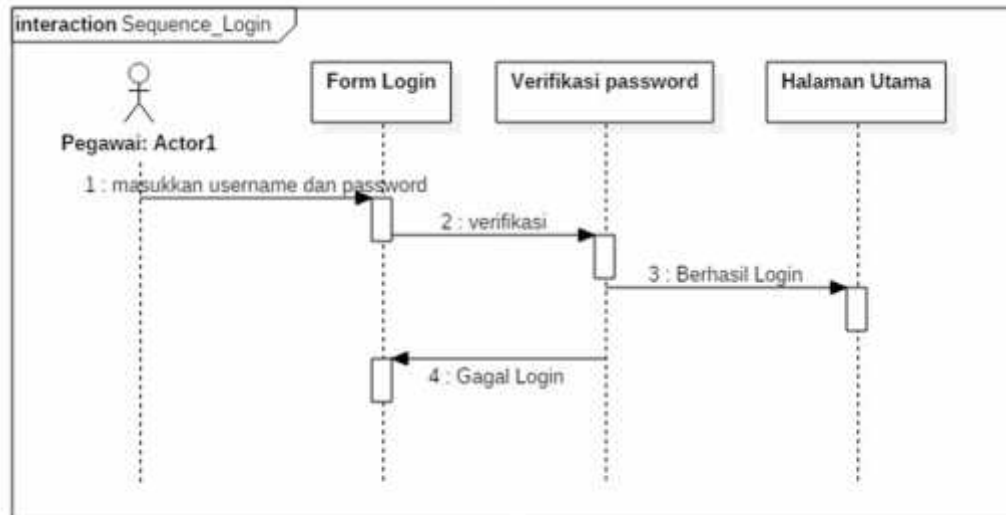 interaction Sequence_Login
Form Login
Verifikasi password
Halaman Utama
Pegawai: Actor1
1 : masukkan username dan password
2 : verifikasi
3 : Berhasil Login
4 : Gagal Login